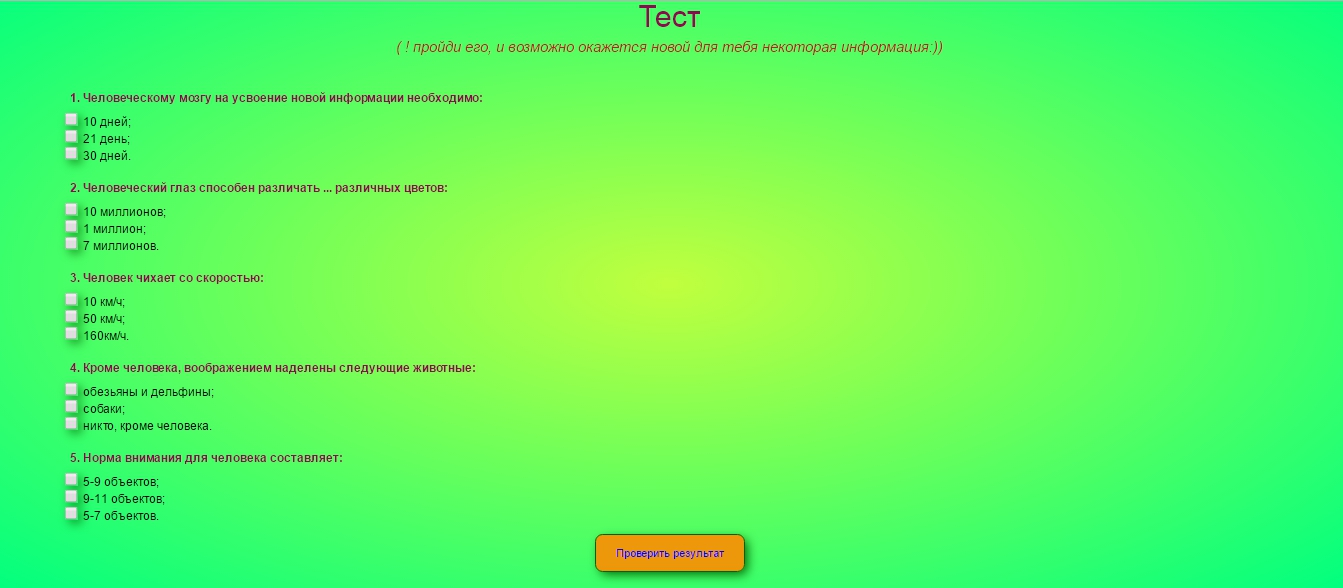 Тест
( ! пройди его, и возможно окажется новой для тебя некоторая информация:))
1. Человеческому мозгу на усвоение новой информации необходимо:
10 дней;
21 день;
30 дней.
2. Человеческий глаз способен различать ... различных цветов:
10 миллионов;
1 миллион;
7 миллионов.
3. Человек чихает со скоростью:
10 км/ч;
50 км/ч;
160км/ч.
4. Кроме человека, воображением наделены следующие животные:
обезьяны и дельфины;
собаки;
никто, кроме человека.
5. Норма внимания для человека составляет:
5-9 объектов;
9-11 объектов;
5-7 объектов.
Проверить результат